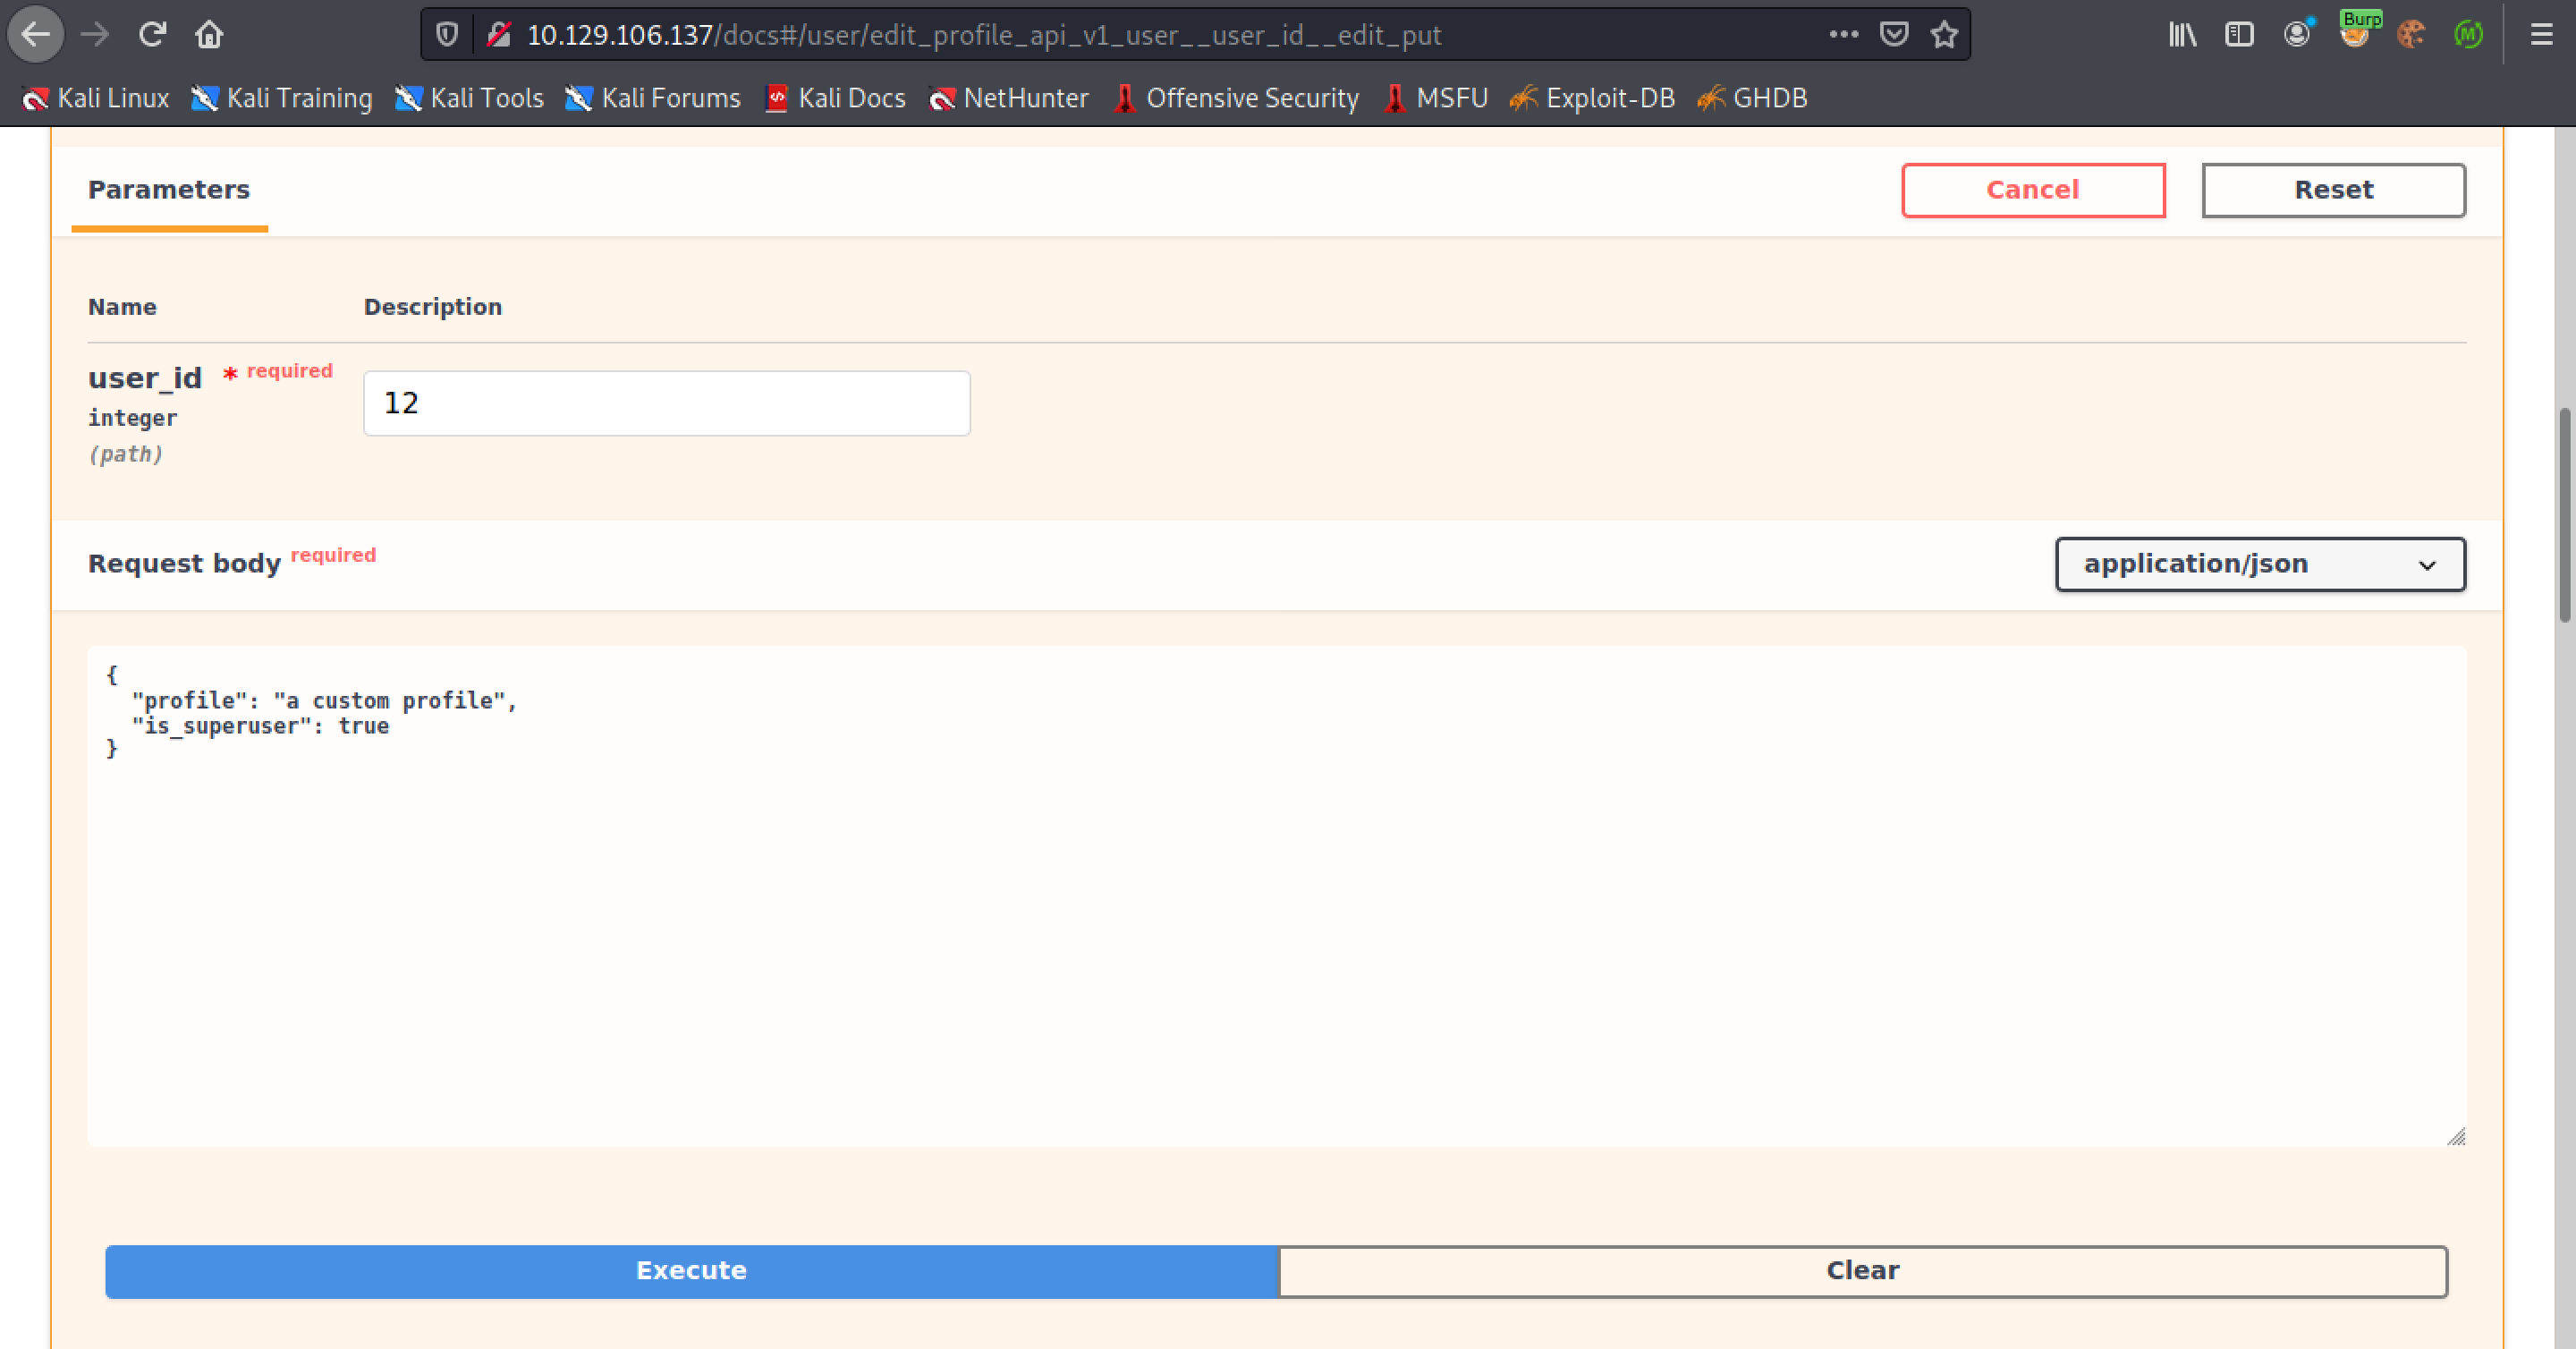 10.129.106.137/docs#/user/edit_profile_api_v1_user__user_id__edit_put
Burp
M
Kali Linux Kali Training Kali Tools Kali Forums Kali Docs NetHunter Offensive Security MSFU Exploit-DB GHDB
Parameters Cancel Reset
Name Description
user_id * required
12
integer
(path)
Request body required application/json
{
"profile": "a custom profile",
"is_superuser": true
}
Execute Clear